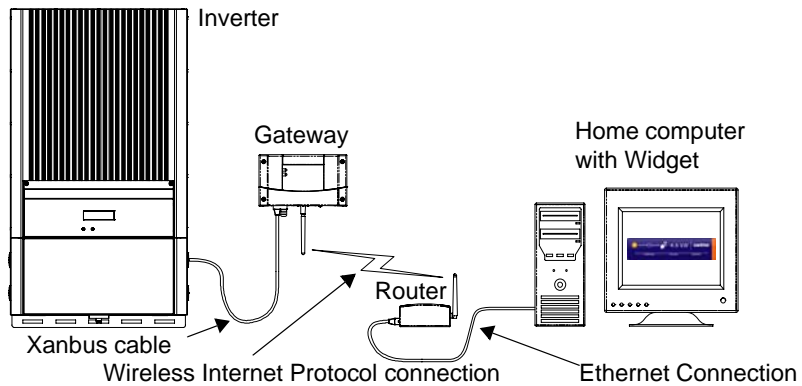 Inverter
Gateway
Home computer
with Widget
Router
Xanbus cable
Wireless Internet Protocol connection
Ethernet Connection